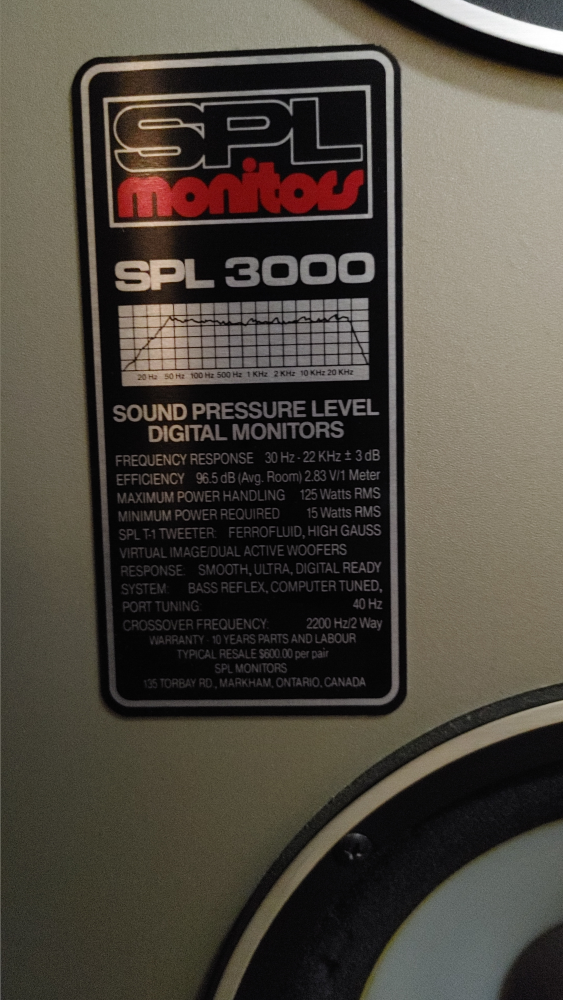 SPL
monitors
SPL 3000
20 Hz 50 Hz 100 Hz 500 Hz 1 KHz 2 KHz 10 KHz 20 KHz
SOUND PRESSURE LEVEL
DIGITAL MONITORS
FREQUENCY RESPONSE 30 Hz - 22 KHz ± 3 dB
EFFICIENCY 96.5 dB (Avg. Room) 2.83 V/1 Meter
MAXIMUM POWER HANDLING 125 Watts RMS
MINIMUM POWER REQUIRED 15 Watts RMS
SPL T-1 TWEETER: FERROFLUID, HIGH GAUSS
VIRTUAL IMAGE/DUAL ACTIVE WOOFERS
RESPONSE: SMOOTH, ULTRA, DIGITAL READY
SYSTEM: BASS REFLEX, COMPUTER TUNED,
PORT TUNING: 40 Hz
CROSSOVER FREQUENCY: 2200 Hz/2 Way
WARRANTY: 10 YEARS PARTS AND LABOUR
TYPICAL RESALE $600.00 per pair
SPL MONITORS
135 TORBAY RD., MARKHAM, ONTARIO, CANADA